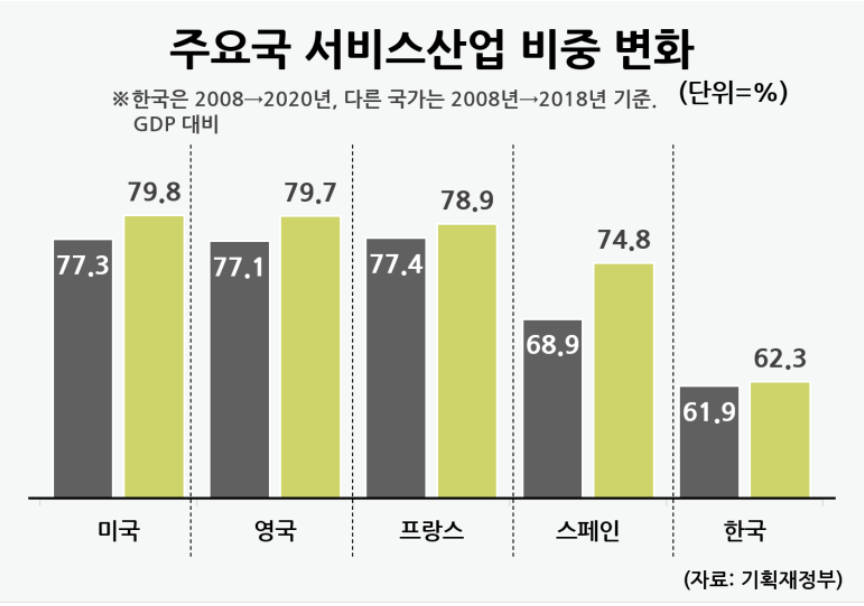 주요국 서비스산업 비중 변화
※한국은 2008→2020년, 다른 국가는 2008년→2018년 기준. (단위=%)
GDP 대비
77.3 79.8 77.1 79.7 77.4 78.9 68.9 74.8 61.9 62.3
미국 영국 프랑스 스페인 한국
(자료: 기획재정부)